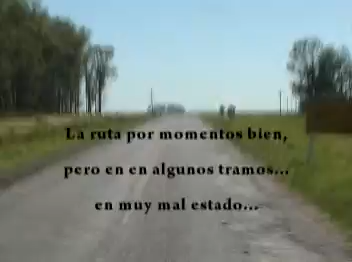 La ruta por momentos bien,
pero en en algunos tramos...
en muy mal estado...